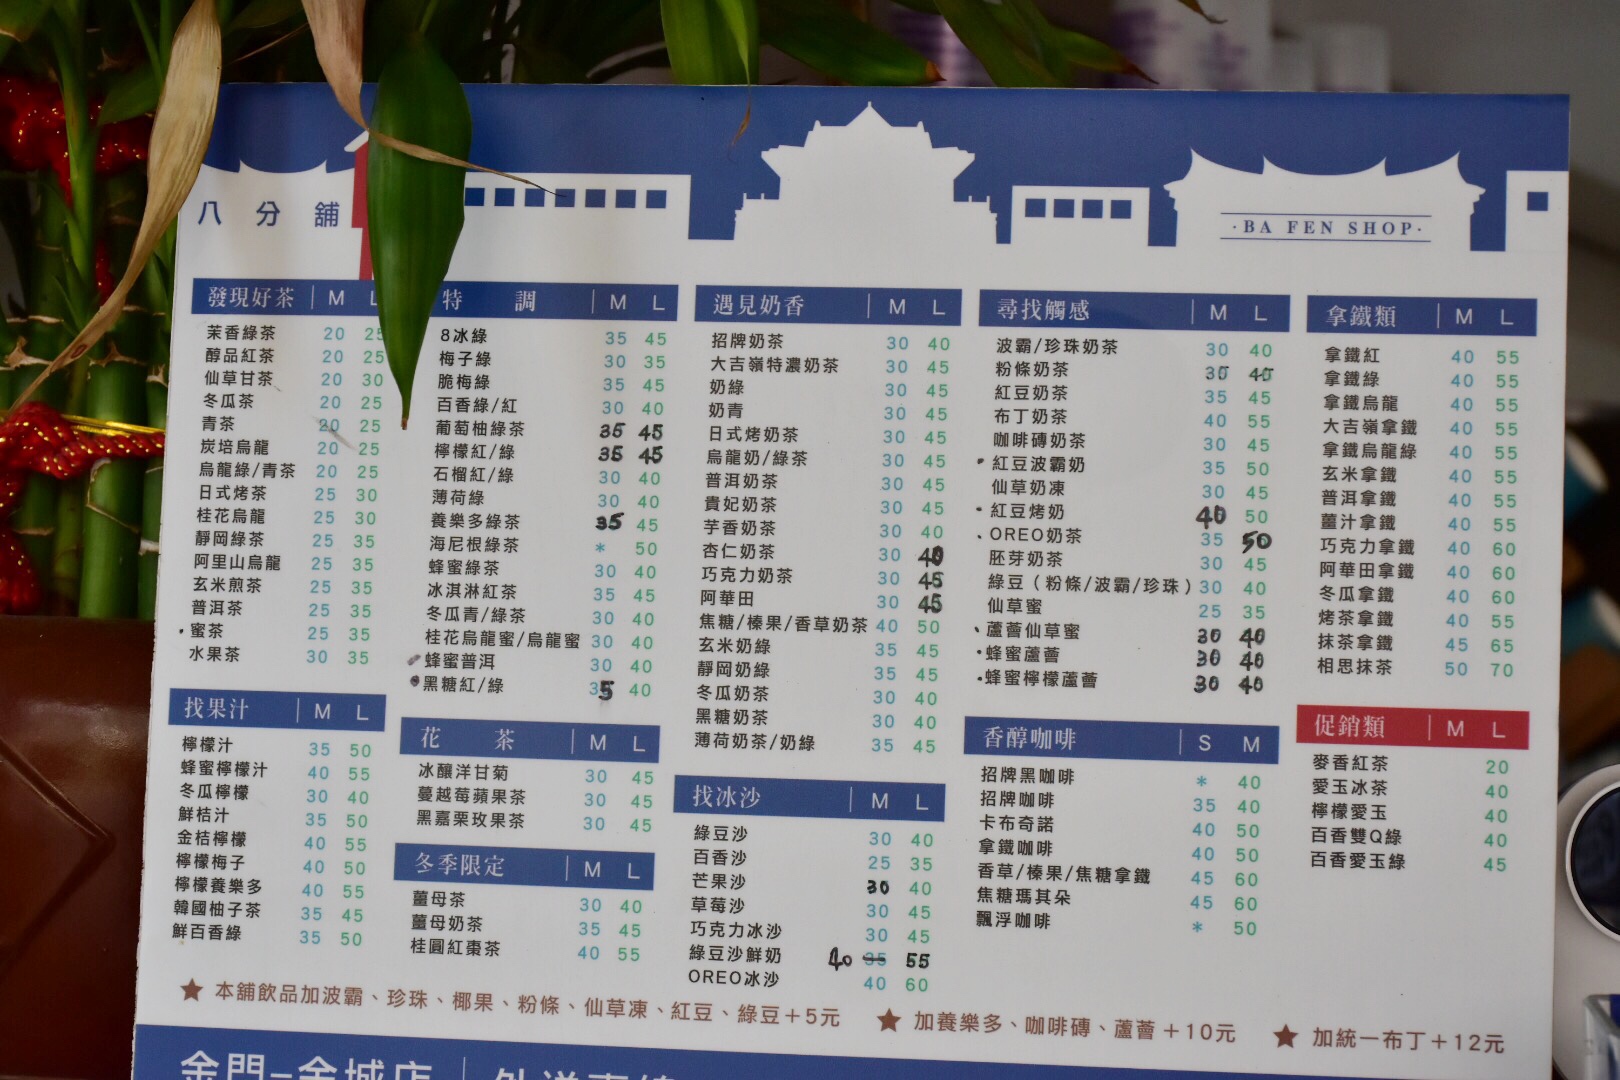 八分舖
·BA FEN SHOP·
發現好茶 M L
茉香綠茶 20 25
醇品紅茶 20 25
仙草甘茶 20 30
冬瓜茶 20 25
青茶 20 25
炭培烏龍 20 25
烏龍綠/青茶 20 25
日式烤茶 25 30
桂花烏龍 25 30
靜岡綠茶 25 35
阿里山烏龍 25 35
玄米煎茶 25 35
普洱茶 25 35
蜜茶 25 35
水果茶 30 35
找果汁 M L
檸檬汁 35 50
蜂蜜檸檬汁 40 55
冬瓜檸檬 30 40
鮮桔汁 35 50
金桔檸檬 40 55
檸檬梅子 40 50
檸檬養樂多 40 55
韓國柚子茶 35 45
鮮百香綠 35 50
特調 M L
8冰綠 35 45
梅子綠 30 35
脆梅綠 35 45
百香綠/紅 30 40
葡萄柚綠茶 35 45
檸檬紅/綠 35 45
石榴紅/綠 30 40
薄荷綠 30 40
養樂多綠茶 35 45
海尼根綠茶 * 50
蜂蜜綠茶 30 40
冰淇淋紅茶 35 45
冬瓜青/綠茶 30 40
桂花烏龍蜜/烏龍蜜 30 40
蜂蜜普洱 30 40
黑糖紅/綠 35 40
花茶 M L
冰釀洋甘菊 30 45
蔓越莓蘋果茶 30 45
黑嘉栗玫果茶 30 45
冬季限定 M L
薑母茶 30 40
薑母奶茶 35 45
桂圓紅棗茶 40 55
遇見奶香 M L
招牌奶茶 30 40
大吉嶺特濃奶茶 30 45
奶綠 30 45
奶青 30 45
日式烤奶茶 30 45
烏龍奶/綠茶 30 45
普洱奶茶 30 45
貴妃奶茶 30 45
芋香奶茶 30 40
杏仁奶茶 30 40
巧克力奶茶 30 45
阿華田 30 45
焦糖/榛果/香草奶茶 40 50
玄米奶綠 35 45
靜岡奶綠 35 45
冬瓜奶茶 30 40
黑糖奶茶 30 40
薄荷奶茶/奶綠 35 45
找冰沙 M L
綠豆沙 30 40
百香沙 25 35
芒果沙 30 40
草莓沙 30 45
巧克力冰沙 30 45
綠豆沙鮮奶 40 35 55
OREO冰沙 40 60
尋找觸感 M L
波霸/珍珠奶茶 30 40
粉條奶茶 30 40
紅豆奶茶 35 45
布丁奶茶 40 55
咖啡磚奶茶 30 45
紅豆波霸奶 35 50
仙草奶凍 30 45
紅豆烤奶 40 50
OREO奶茶 35 50
胚芽奶茶 30 45
綠豆(粉條/波霸/珍珠) 30 40
仙草蜜 25 35
蘆薈仙草蜜 30 40
蜂蜜蘆薈 30 40
蜂蜜檸檬蘆薈 30 40
香醇咖啡 S M
招牌黑咖啡 * 40
招牌咖啡 35 40
卡布奇諾 40 50
拿鐵咖啡 40 50
香草/榛果/焦糖拿鐵 45 60
焦糖瑪其朵 45 60
飄浮咖啡 * 50
拿鐵類 M L
拿鐵紅 40 55
拿鐵綠 40 55
拿鐵烏龍 40 55
大吉嶺拿鐵 40 55
拿鐵烏龍綠 40 55
玄米拿鐵 40 55
普洱拿鐵 40 55
薑汁拿鐵 40 55
巧克力拿鐵 40 60
阿華田拿鐵 40 60
冬瓜拿鐵 40 60
烤茶拿鐵 40 60
抹茶拿鐵 45 65
相思抹茶 50 70
促銷類 M L
麥香紅茶 20
愛玉冰茶 40
檸檬愛玉 40
百香雙Q綠 40
百香愛玉綠 45
★ 本舖飲品加波霸、珍珠、椰果、粉條、仙草凍、紅豆、綠豆+5元 ★ 加養樂多、咖啡磚、蘆薈+10元 ★ 加統一布丁+12元
金門-金城店